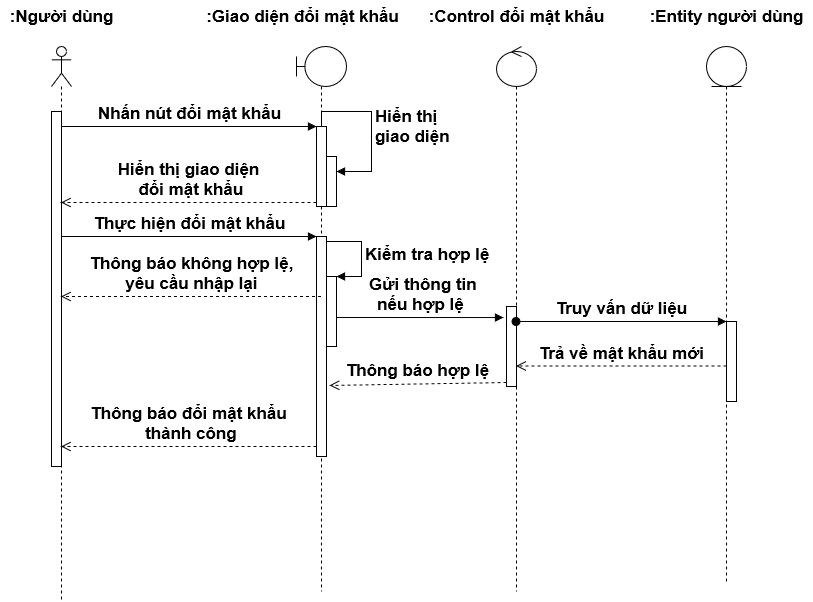 :Người dùng
:Giao diện đổi mật khẩu
:Control đổi mật khẩu
:Entity người dùng
Nhấn nút đổi mật khẩu
Hiển thị
giao diện
Hiển thị giao diện
đổi mật khẩu
Thực hiện đổi mật khẩu
Kiểm tra hợp lệ
Thông báo không hợp lệ,
yêu cầu nhập lại
Gửi thông tin
nếu hợp lệ
Truy vấn dữ liệu
Trả về mật khẩu mới
Thông báo hợp lệ
Thông báo đổi mật khẩu
thành công